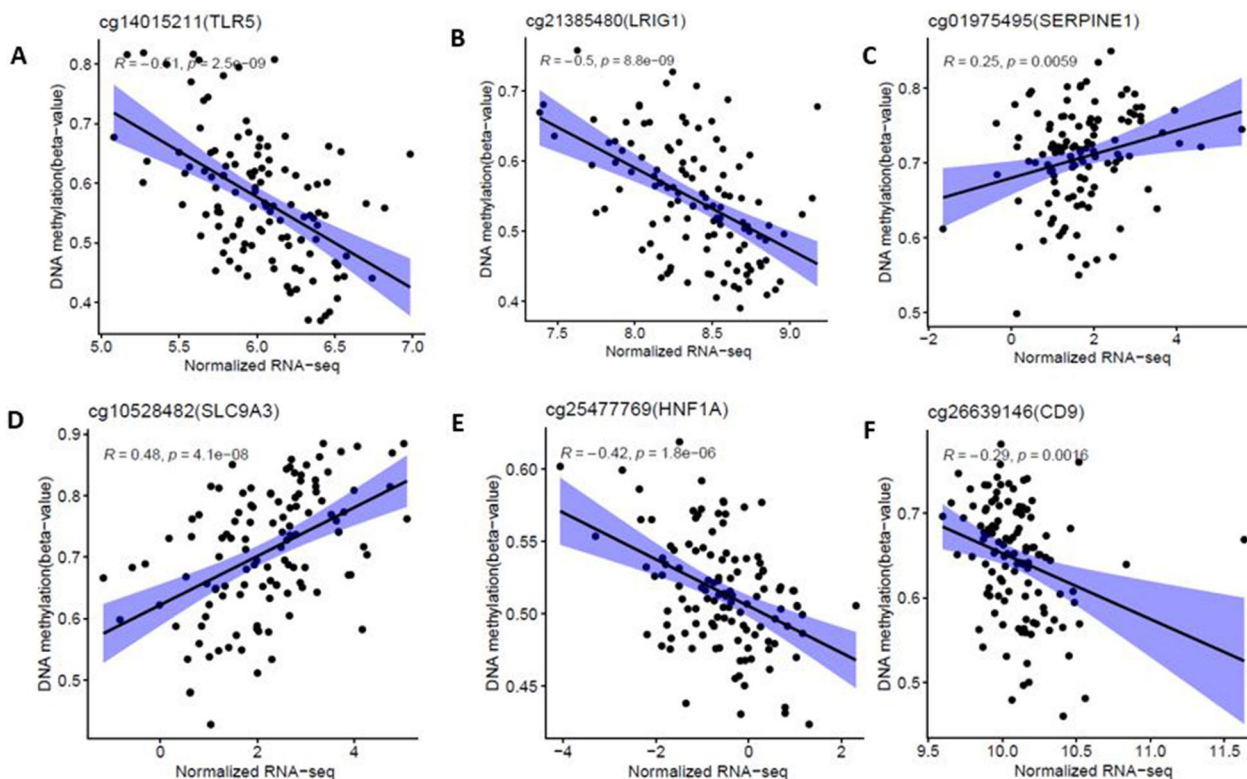 A
cg14015211(TLR5)
R = −0.51, p = 2.5e−09
DNA methylation(beta−value)
0.8
0.7
0.6
0.5
0.4
5.0 5.5 6.0 6.5 7.0
Normalized RNA−seq
B
cg21385480(LRIG1)
R = −0.5, p = 8.8e−09
DNA methylation(beta−value)
0.7
0.6
0.5
0.4
7.5 8.0 8.5 9.0
Normalized RNA−seq
C
cg01975495(SERPINE1)
R = 0.25, p = 0.0059
DNA methylation(beta−value)
0.8
0.7
0.6
0.5
−2 0 2 4
Normalized RNA−seq
D
cg10528482(SLC9A3)
R = 0.48, p = 4.1e−08
DNA methylation(beta−value)
0.9
0.8
0.7
0.6
0.5
0 2 4
Normalized RNA−seq
E
cg25477769(HNF1A)
R = −0.42, p = 1.8e−06
DNA methylation(beta−value)
0.60
0.55
0.50
0.45
−4 −2 0 2
Normalized RNA−seq
F
cg26639146(CD9)
R = −0.29, p = 0.0016
DNA methylation(beta−value)
0.7
0.6
0.5
9.5 10.0 10.5 11.0 11.5
Normalized RNA−seq